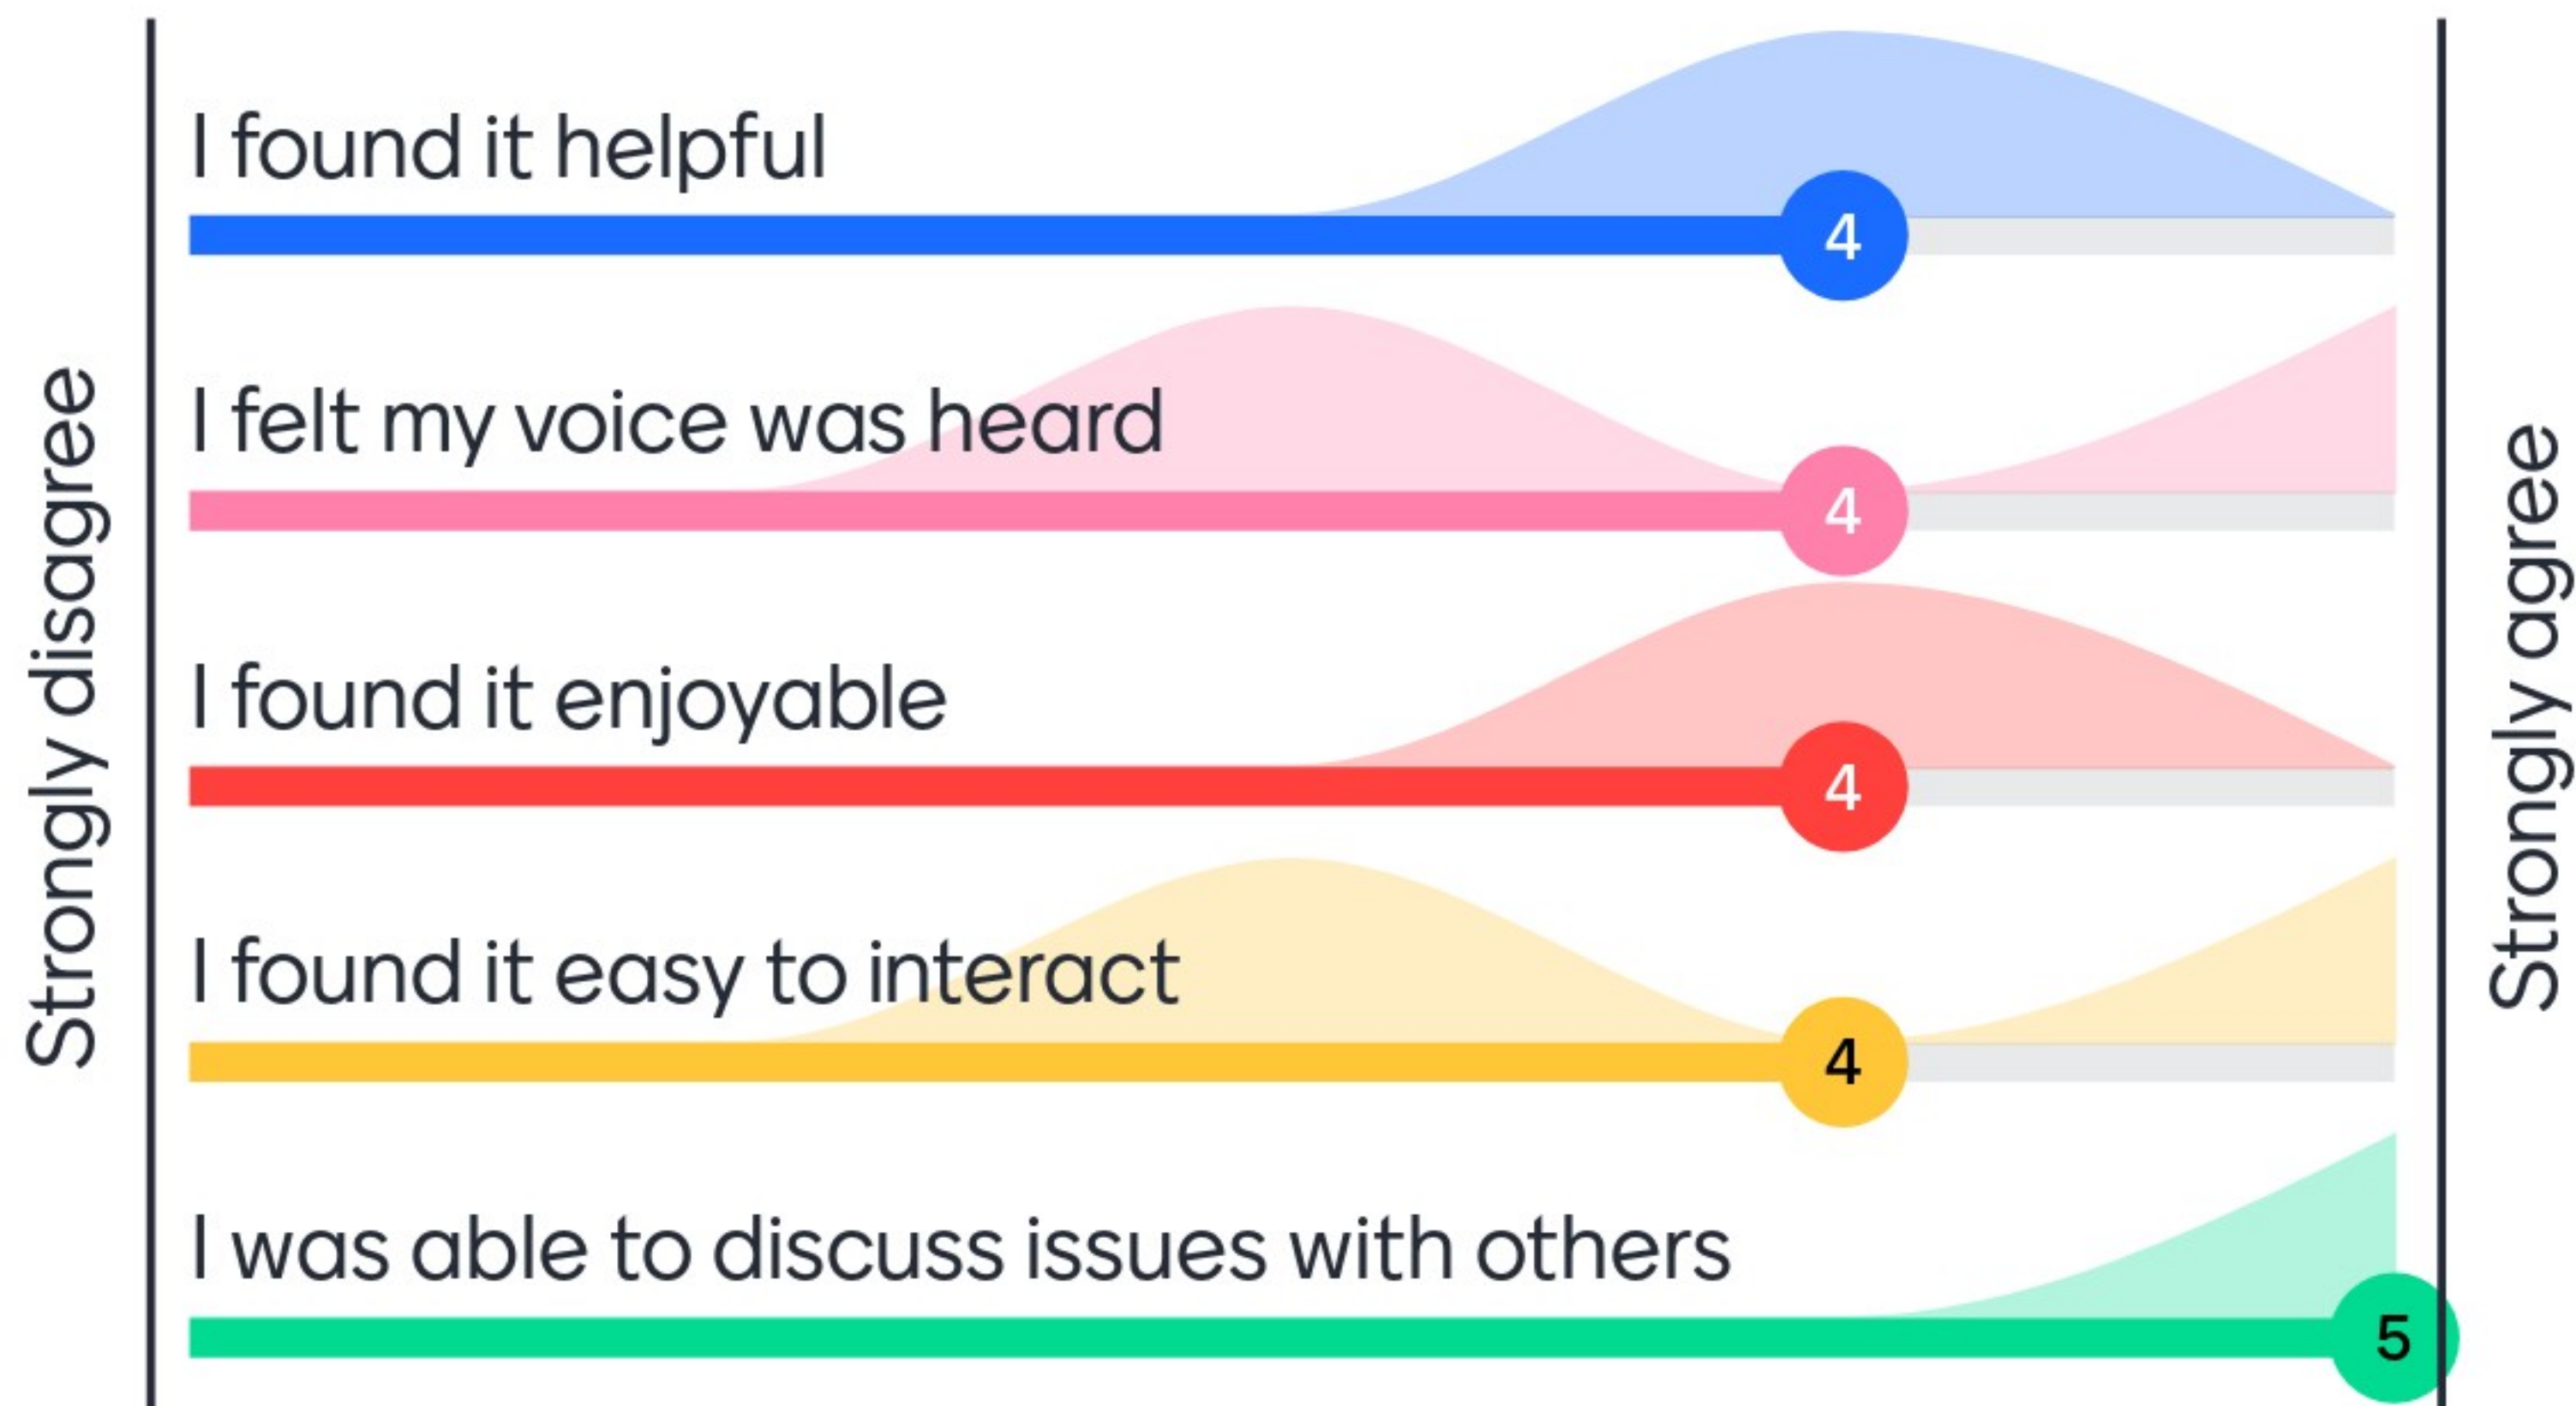 Strongly disagree
I found it helpful
4
I felt my voice was heard
4
I found it enjoyable
4
I found it easy to interact
4
I was able to discuss issues with others
5
Strongly agree